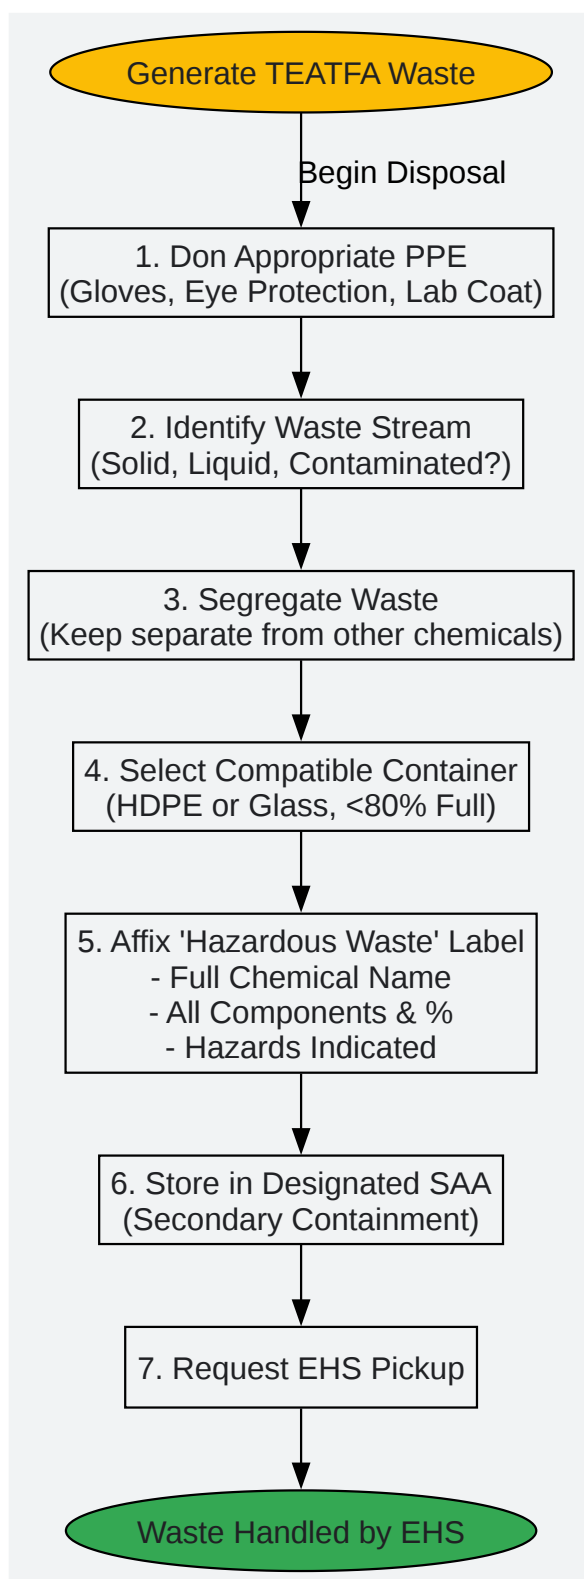 Generate TEATFA Waste
Begin Disposal
1. Don Appropriate PPE
(Gloves, Eye Protection, Lab Coat)
2. Identify Waste Stream
(Solid, Liquid, Contaminated?)
3. Segregate Waste
(Keep separate from other chemicals)
4. Select Compatible Container
(HDPE or Glass, <80% Full)
5. Affix 'Hazardous Waste' Label
- Full Chemical Name
- All Components & %
- Hazards Indicated
6. Store in Designated SAA
(Secondary Containment)
7. Request EHS Pickup
Waste Handled by EHS